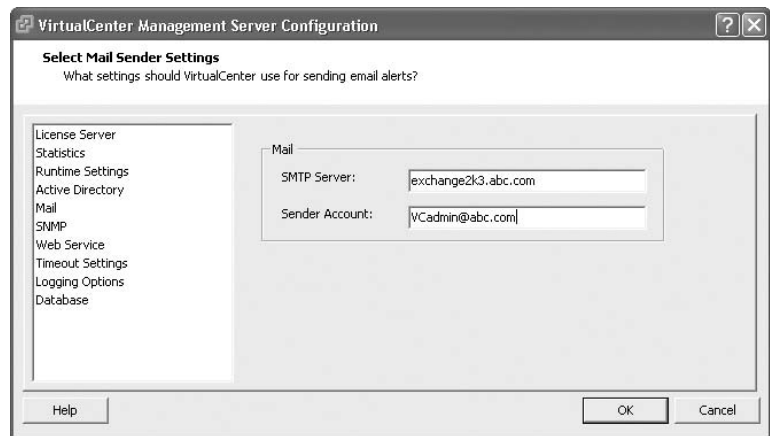 VirtualCenter Management Server Configuration
Select Mail Sender Settings
What settings should VirtualCenter use for sending email alerts?
License Server
Statistics
Runtime Settings
Active Directory
Mail
SNMP
Web Service
Timeout Settings
Logging Options
Database
Mail
SMTP Server:
exchange2k3.abc.com
Sender Account:
VCadmin@abc.com
Help
OK
Cancel